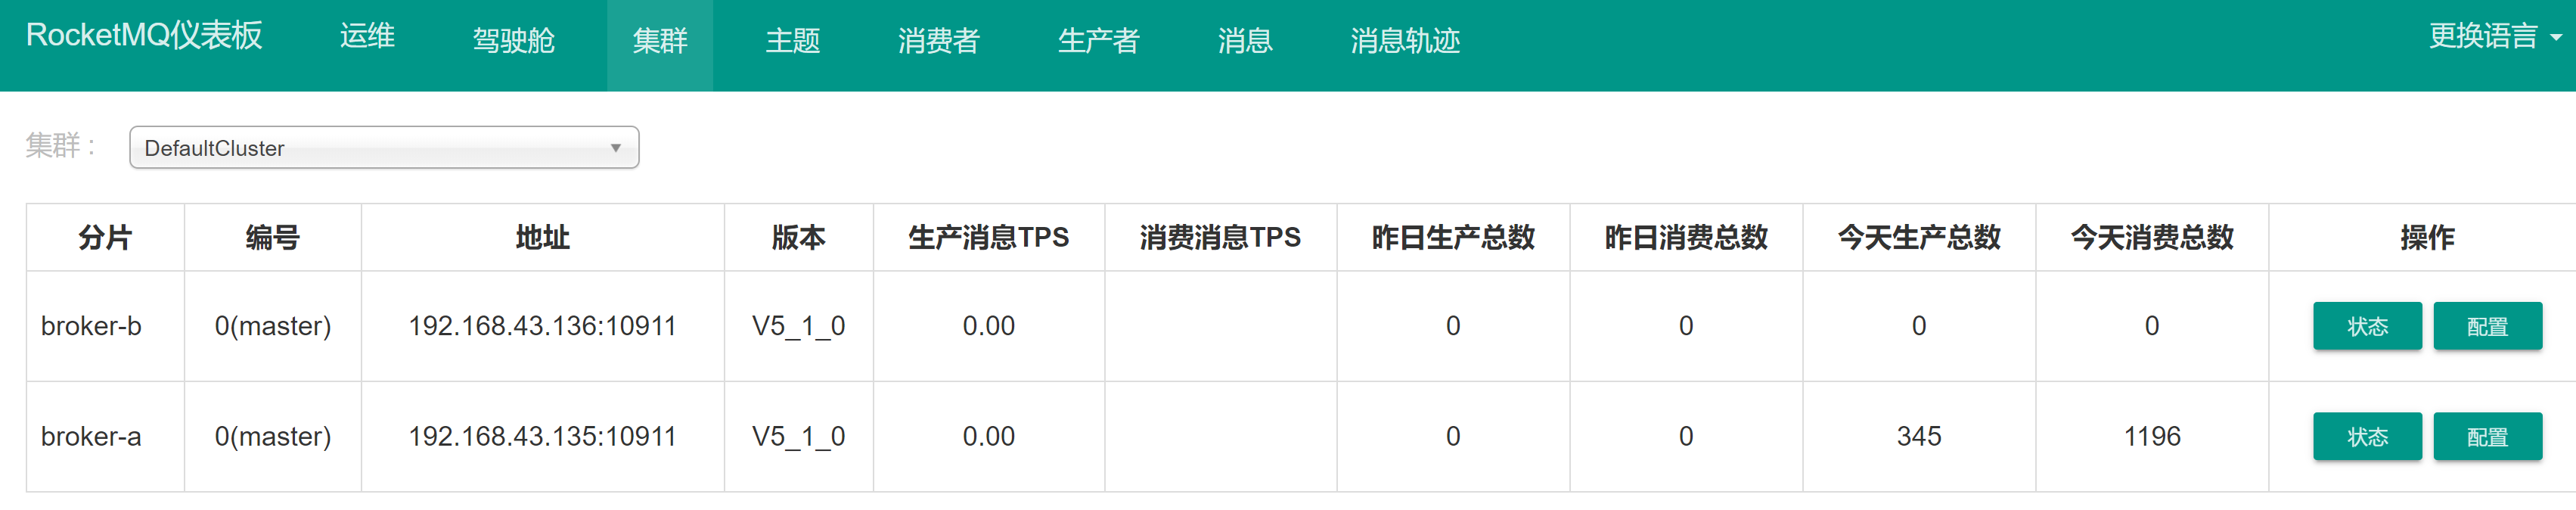 RocketMQ仪表板 运维 驾驶舱 集群 主题 消费者 生产者 消息 消息轨迹 更换语言
集群： DefaultCluster
分片 编号 地址 版本 生产消息TPS 消费消息TPS 昨日生产总数 昨日消费总数 今天生产总数 今天消费总数 操作
broker-b 0(master) 192.168.43.136:10911 V5_1_0 0.00 0 0 0 0 状态 配置
broker-a 0(master) 192.168.43.135:10911 V5_1_0 0.00 0 0 345 1196 状态 配置